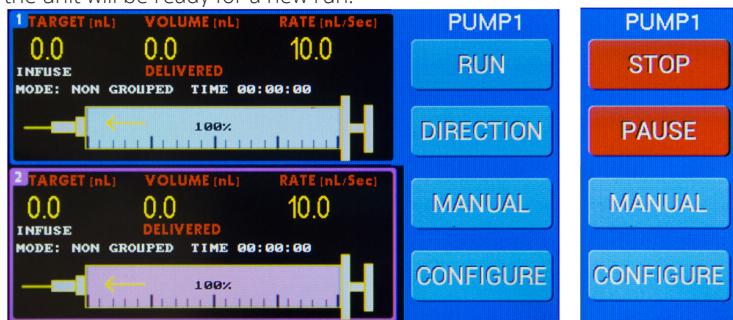 the unit will be ready for a new run.
1 TARGET [nL] VOLUME [nL] RATE [nL/Sec]
0.0 0.0 10.0
INFUSE DELIVERED
MODE: NON GROUPED TIME 00:00:00
100%
2 TARGET [nL] VOLUME [nL] RATE [nL/Sec]
0.0 0.0 10.0
INFUSE DELIVERED
MODE: NON GROUPED TIME 00:00:00
100%
PUMP1
RUN
DIRECTION
MANUAL
CONFIGURE
PUMP1
STOP
PAUSE
MANUAL
CONFIGURE